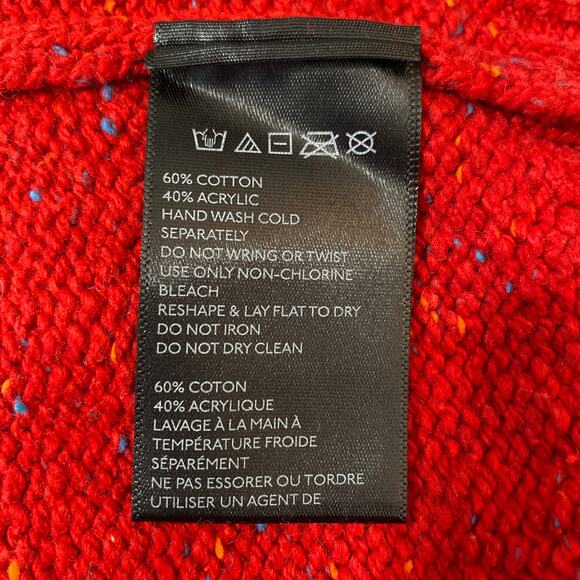 60% COTTON
40% ACRYLIC
HAND WASH COLD
SEPARATELY
DO NOT WRING OR TWIST
USE ONLY NON-CHLORINE
BLEACH
RESHAPE & LAY FLAT TO DRY
DO NOT IRON
DO NOT DRY CLEAN
60% COTON
40% ACRYLIQUE
LAVAGE À LA MAIN À
TEMPÉRATURE FROIDE
SÉPARÉMENT
NE PAS ESSORER OU TORDRE
UTILISER UN AGENT DE